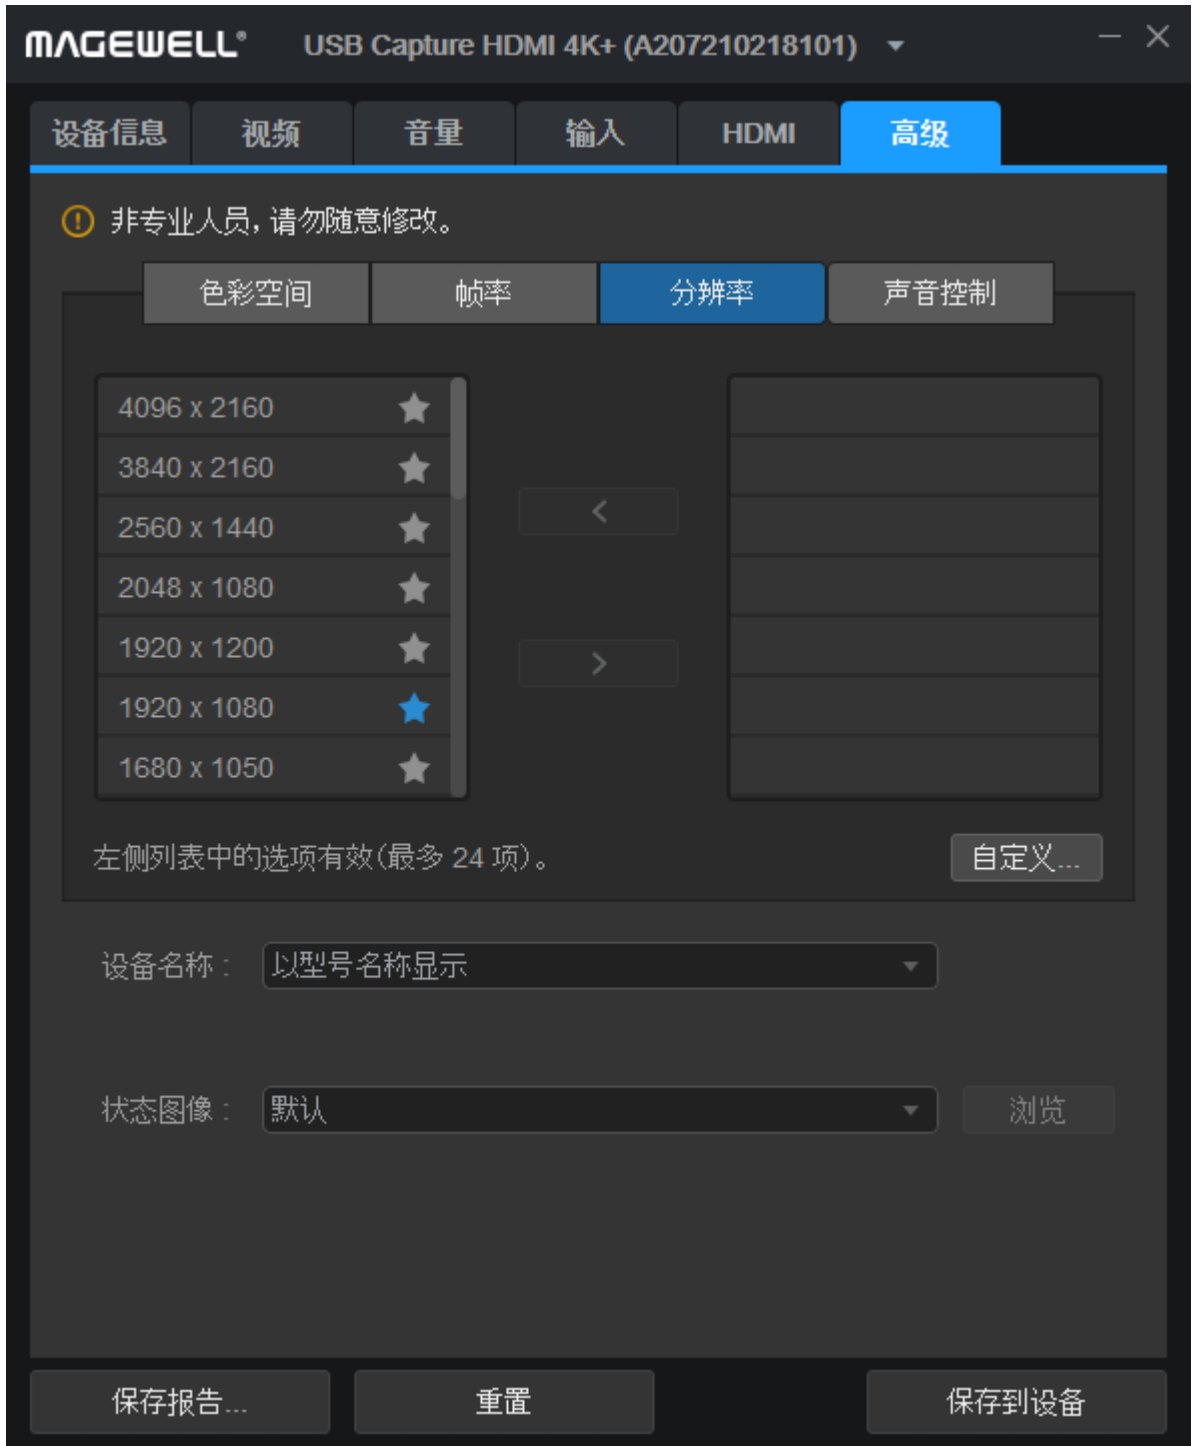 MAGEWELL® USB Capture HDMI 4K+ (A207210218101)
设备信息 视频 音量 输入 HDMI 高级
非专业人员,请勿随意修改。
色彩空间 帧率 分辨率 声音控制
4096 x 2160
3840 x 2160
2560 x 1440
2048 x 1080
1920 x 1200
1920 x 1080
1680 x 1050
<
>
左侧列表中的选项有效(最多 24 项)。 自定义...
设备名称: 以型号名称显示
状态图像: 默认 浏览
保存报告... 重置 保存到设备